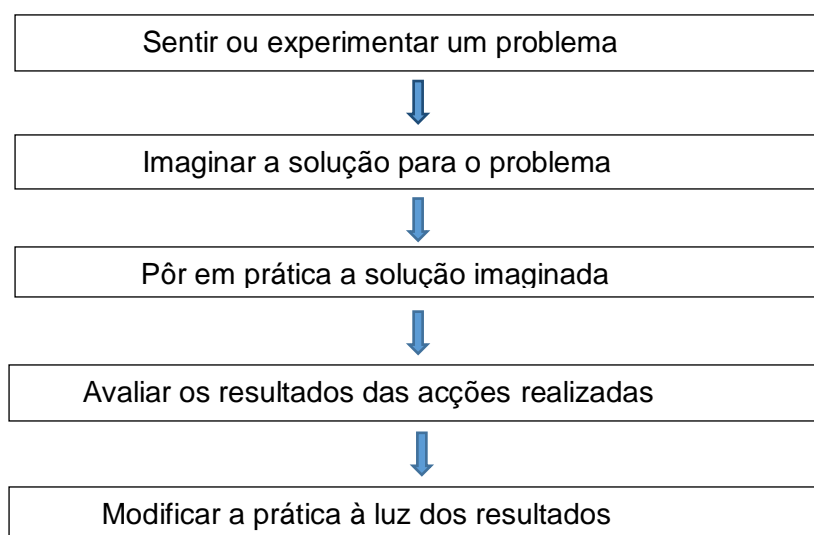 Sentir ou experimentar um problema
Imaginar a solução para o problema
Pôr em prática a solução imaginada
Avaliar os resultados das acções realizadas
Modificar a prática à luz dos resultados